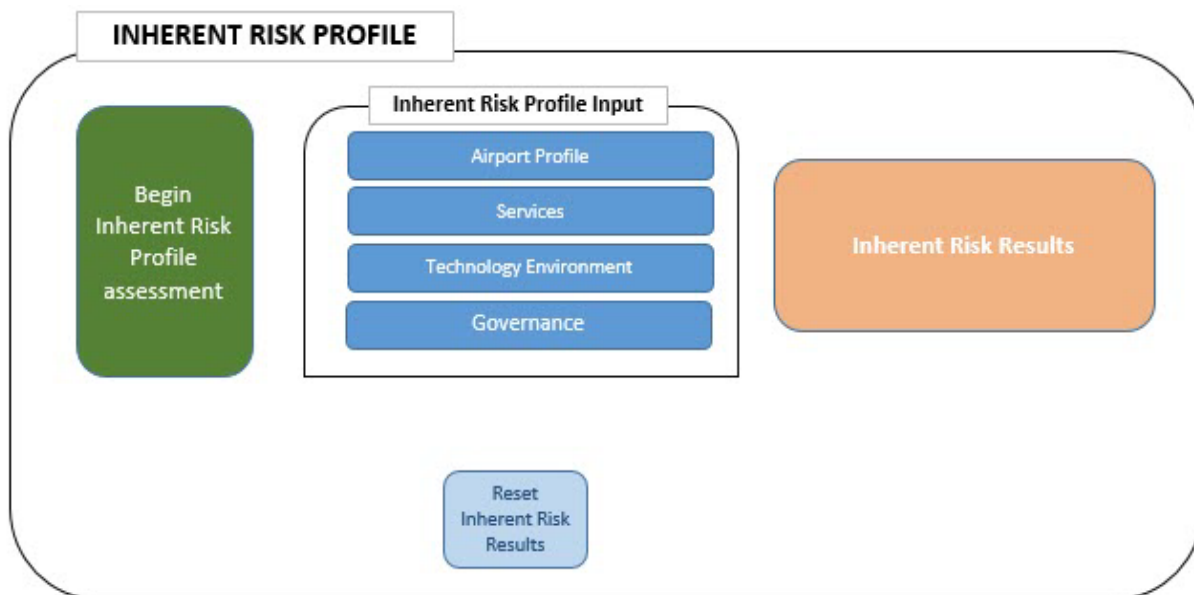 INHERENT RISK PROFILE
Begin
Inherent Risk
Profile
assessment
Inherent Risk Profile Input
Airport Profile
Services
Technology Environment
Governance
Inherent Risk Results
Reset
Inherent Risk
Results